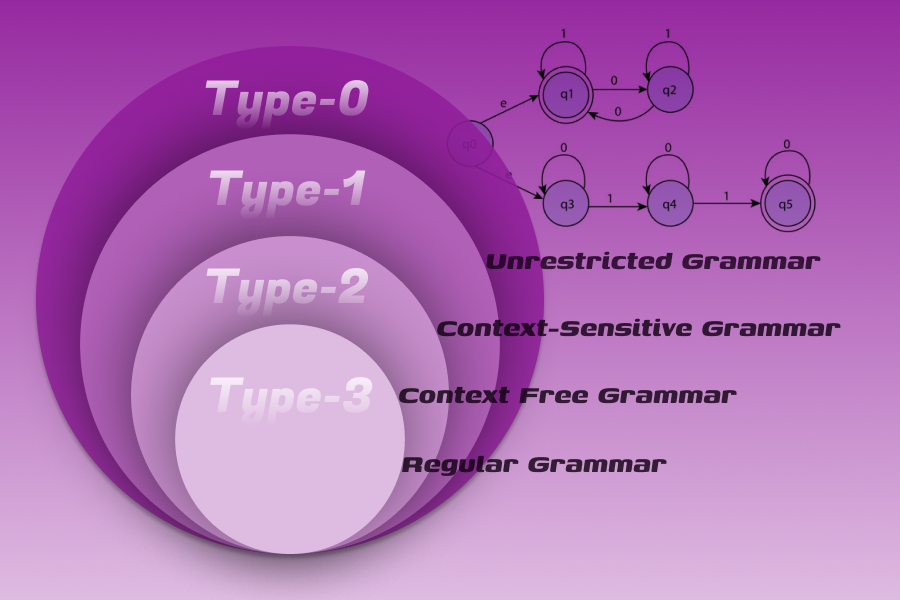 Type-0
Type-1
Type-2
Type-3
1
1
0
0
e
q0
q1
q2
e
0
0
0
1
1
q3
q4
q5
Unrestricted Grammar
Context-Sensitive Grammar
Context Free Grammar
Regular Grammar